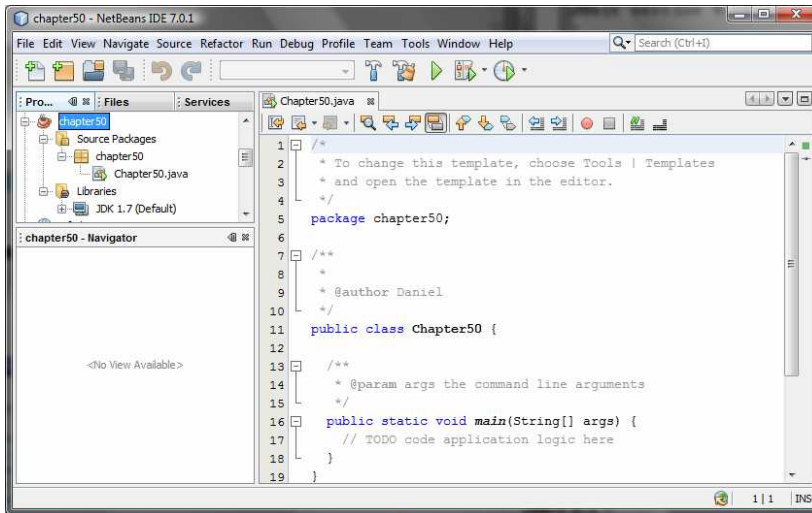 chapter50 - NetBeans IDE 7.0.1
File Edit View Navigate Source Refactor Run Debug Profile Team Tools Window Help
Search (Ctrl+I)
Pro... Files Services
chapter50
Source Packages
chapter50
Chapter50.java
Libraries
JDK 1.7 (Default)
chapter50 - Navigator
<No View Available>
Chapter50.java
1 /*
2 * To change this template, choose Tools | Templates
3 * and open the template in the editor.
4 */
5 package chapter50;
6
7 /**
8 *
9 * @author Daniel
10 */
11 public class Chapter50 {
12
13 /**
14 * @param args the command line arguments
15 */
16 public static void main(String[] args) {
17 // TODO code application logic here
18 }
19 }
1 | 1 INS